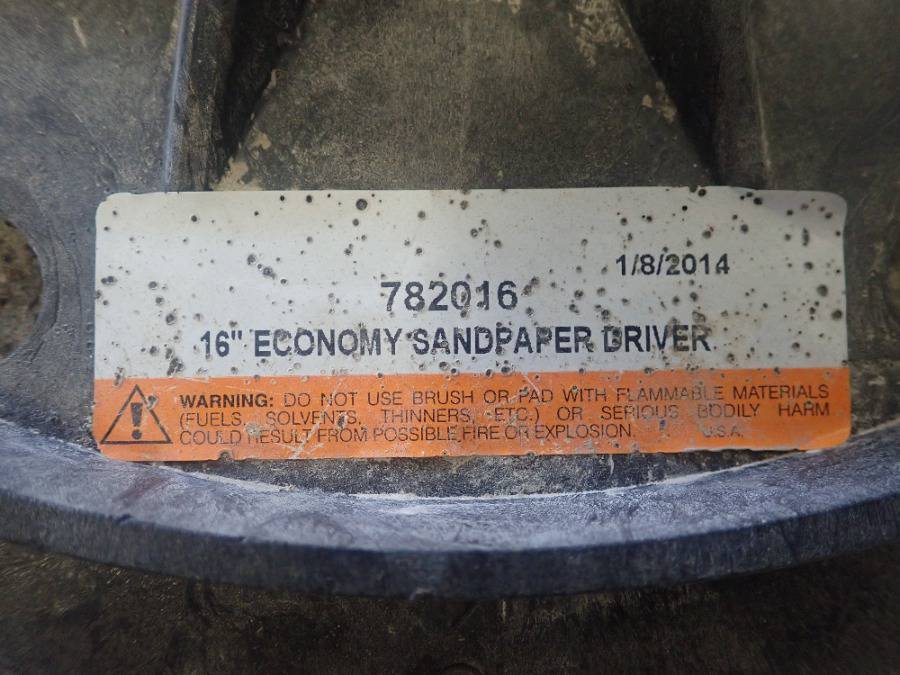 1/8/2014
782016
16" ECONOMY SANDPAPER DRIVER
WARNING: DO NOT USE BRUSH OR PAD WITH FLAMMABLE MATERIALS
(FUELS, SOLVENTS, THINNERS, ETC.) OR SERIOUS BODILY HARM
COULD RESULT FROM POSSIBLE FIRE OR EXPLOSION. U.S.A.